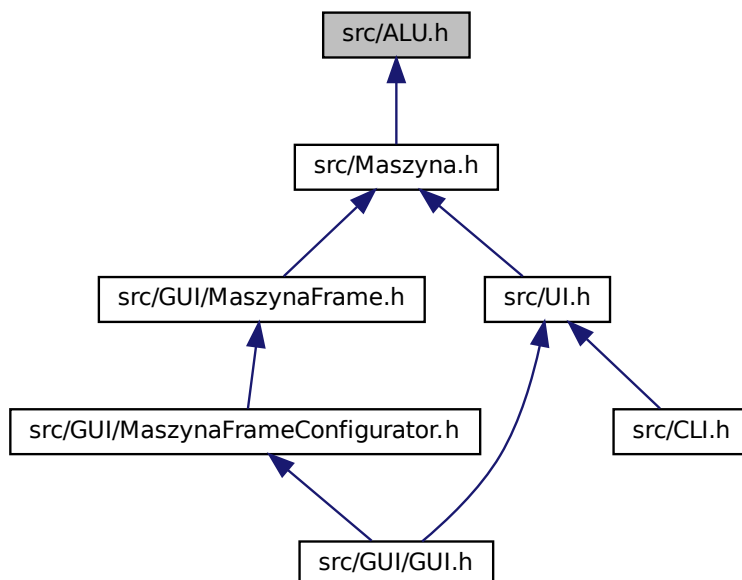 src/ALU.h
src/Maszyna.h
src/GUI/MaszynaFrame.h
src/UI.h
src/GUI/MaszynaFrameConfigurator.h
src/CLI.h
src/GUI/GUI.h